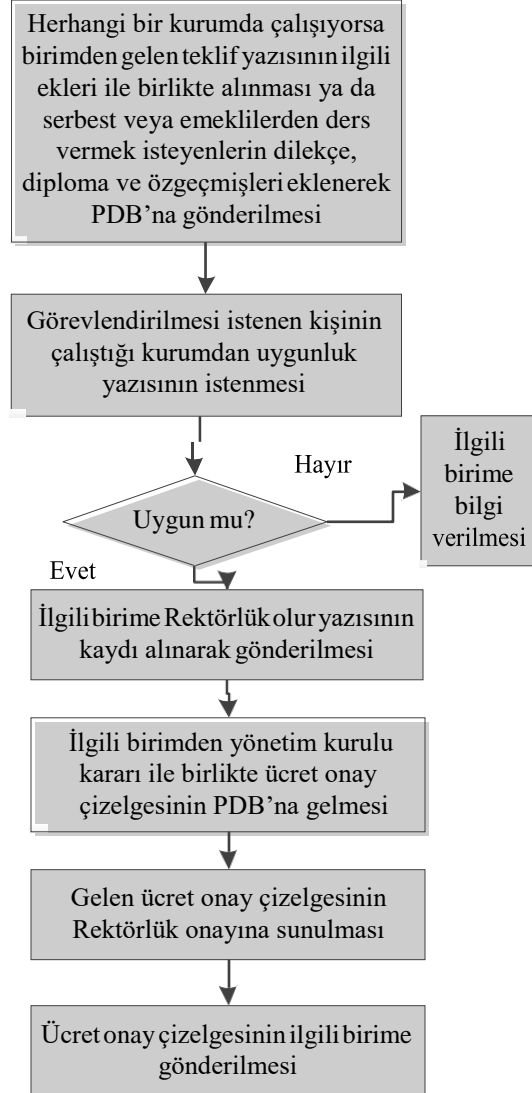 Herhangi bir kurumda çalışıyorsa
birimden gelen teklif yazısının ilgili
ekleri ile birlikte alınması ya da
serbest veya emeklilerden ders
vermek isteyenlerin dilekçe,
diploma ve özgeçmişleri eklenerek
PDB’na gönderilmesi
Görevlendirilmesi istenen kişinin
çalıştığı kurumdan uygunluk
yazısının istenmesi
Uygun mu?
Hayır
İlgili
birime
bilgi
verilmesi
Evet
İlgili birime Rektörlük olur yazısının
kaydı alınarak gönderilmesi
İlgili birimden yönetim kurulu
kararı ile birlikte ücret onay
çizelgesinin PDB’na gelmesi
Gelen ücret onay çizelgesinin
Rektörlük onayına sunulması
Ücret onay çizelgesinin ilgili birime
gönderilmesi